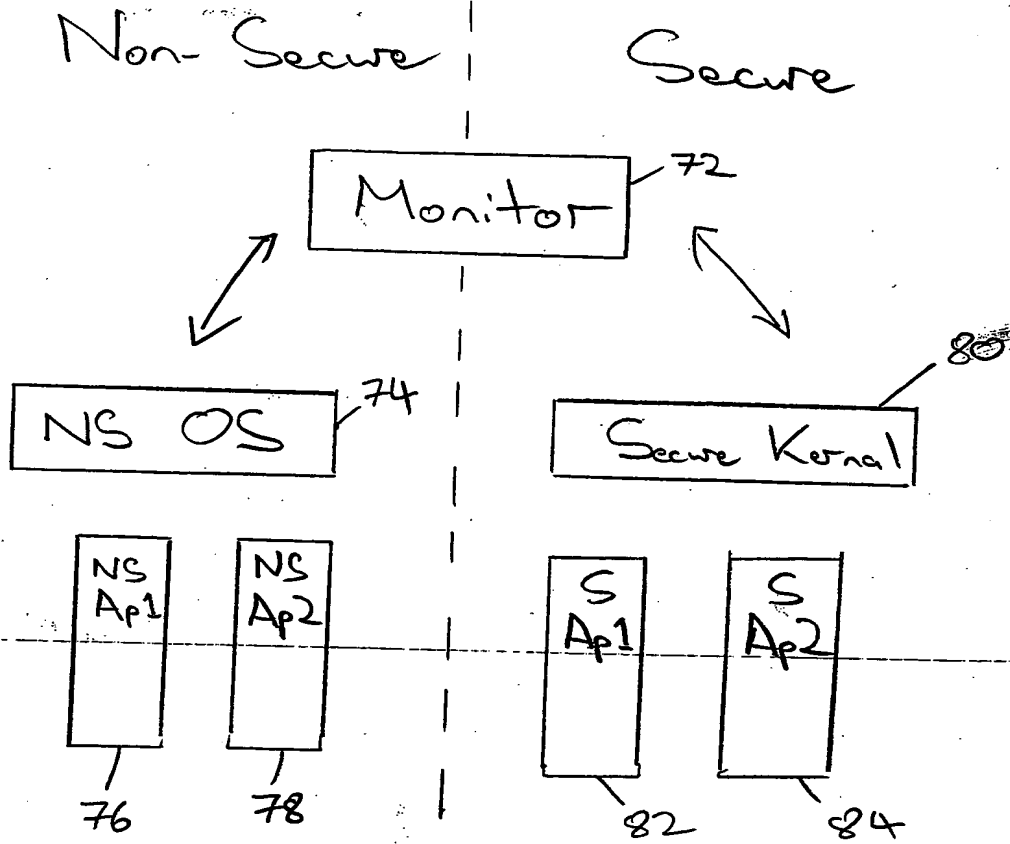 Non-Secure
Secure
Monitor
72
NS OS
74
Secure Kernal
80
NS
Ap1
NS
Ap2
S
Ap1
S
Ap2
76
78
82
84